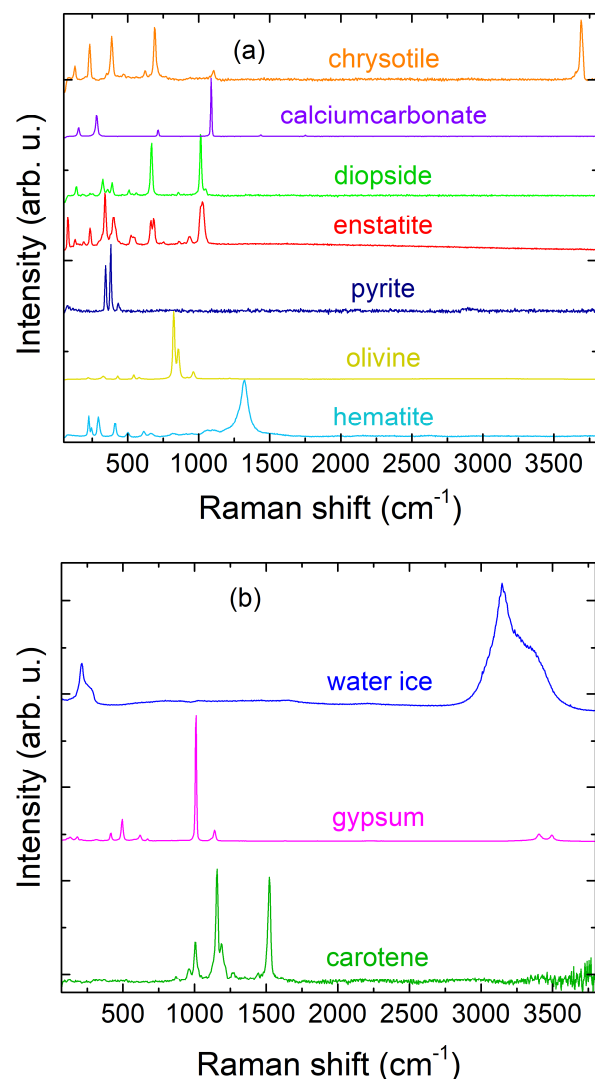 (a)
chrysotile
calciumcarbonate
diopside
enstatite
pyrite
olivine
hematite
Intensity (arb. u.)
500 1000 1500 2000 2500 3000 3500
Raman shift (cm⁻¹)
(b)
water ice
gypsum
carotene
Intensity (arb. u.)
500 1000 1500 2000 2500 3000 3500
Raman shift (cm⁻¹)